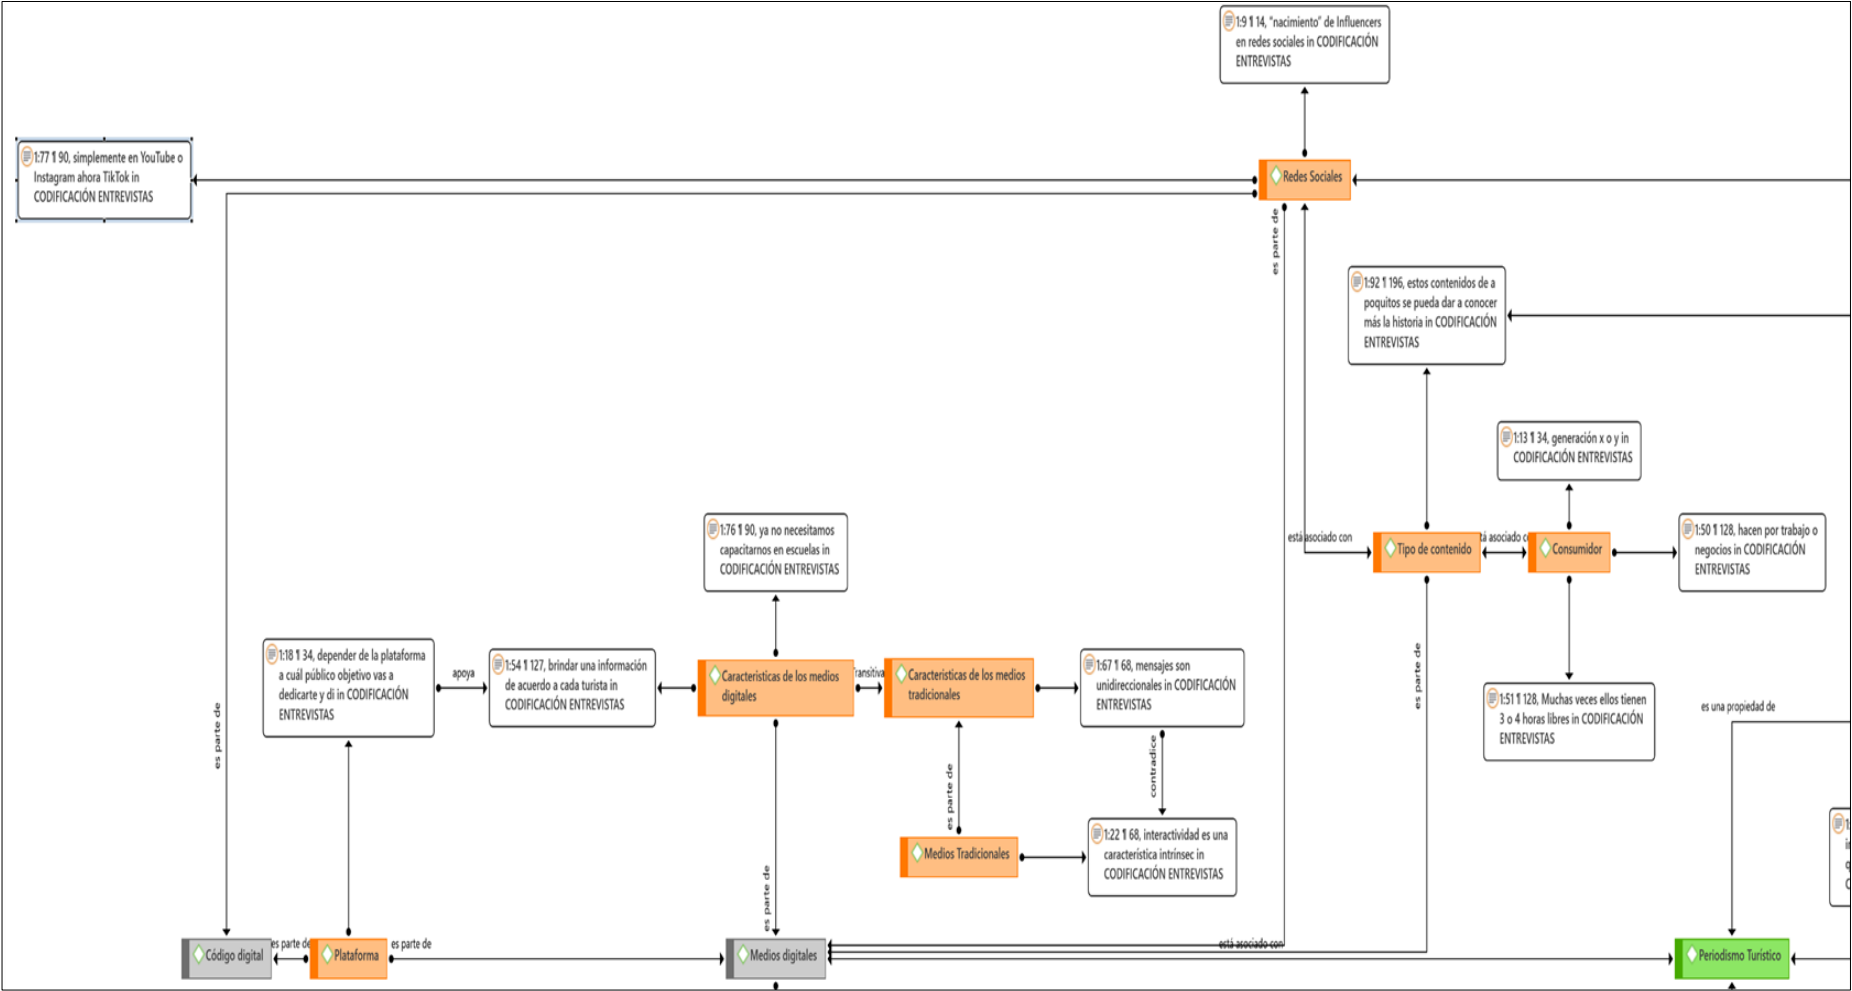 1:9 ¶ 14, “nacimiento” de Influencers
en redes sociales in CODIFICACIÓN
ENTREVISTAS
1:77 ¶ 90, simplemente en YouTube o
Instagram ahora TikTok in
CODIFICACIÓN ENTREVISTAS
Redes Sociales
es parte de
1:92 ¶ 196, estos contenidos de a
poquitos se pueda dar a conocer
más la historia in CODIFICACIÓN
ENTREVISTAS
1:13 ¶ 34, generación x o y in
CODIFICACIÓN ENTREVISTAS
está asociado con
Tipo de contenido
asociado
Consumidor
1:50 ¶ 128, hacen por trabajo o
negocios in CODIFICACIÓN
ENTREVISTAS
1:76 ¶ 90, ya no necesitamos
capacitarnos en escuelas in
CODIFICACIÓN ENTREVISTAS
1:18 ¶ 34, depender de la plataforma
a cuál público objetivo vas a
dedicarte y di in CODIFICACIÓN
ENTREVISTAS
apoya
1:54 ¶ 127, brindar una información
de acuerdo a cada turista in
CODIFICACIÓN ENTREVISTAS
Caracteristicas de los medios
digitales
Caracteristicas de los medios
tradicionales
1:67 ¶ 68, mensajes son
unidireccionales in CODIFICACIÓN
ENTREVISTAS
es parte de
1:51 ¶ 128, Muchas veces ellos tienen
3 o 4 horas libres in CODIFICACIÓN
ENTREVISTAS
es una propiedad de
es parte de
es parte de
contradice
Medios Tradicionales
1:22 ¶ 68, interactividad es una
característica intrínsec in
CODIFICACIÓN ENTREVISTAS
es parte de
Código digital
es parte de
Plataforma
es parte de
Medios digitales
está asociado con
Periodismo Turístico